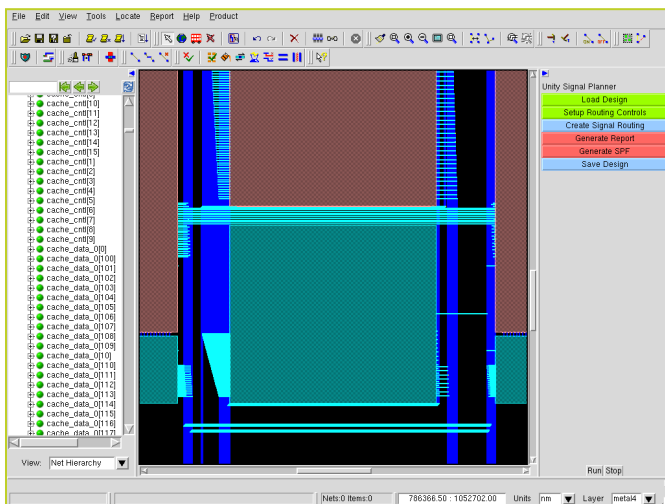 File Edit View Tools Locate Report Help Product
Unity Signal Planner
Load Design
Setup Routing Controls
Create Signal Routing
Generate Report
Generate SPF
Save Design
cache_cntl[10]
cache_cntl[11]
cache_cntl[12]
cache_cntl[13]
cache_cntl[14]
cache_cntl[15]
cache_cntl[1]
cache_cntl[2]
cache_cntl[3]
cache_cntl[4]
cache_cntl[5]
cache_cntl[6]
cache_cntl[7]
cache_cntl[8]
cache_cntl[9]
cache_data_0[0]
cache_data_0[100]
cache_data_0[101]
cache_data_0[102]
cache_data_0[103]
cache_data_0[104]
cache_data_0[105]
cache_data_0[106]
cache_data_0[107]
cache_data_0[108]
cache_data_0[109]
cache_data_0[10]
cache_data_0[110]
cache_data_0[111]
cache_data_0[112]
cache_data_0[113]
cache_data_0[114]
cache_data_0[115]
cache_data_0[116]
cache_data_0[117]
View: Net Hierarchy
Run Stop
Nets:0 Items:0 786366.50 : 1052702.00 Units nm Layer metal4